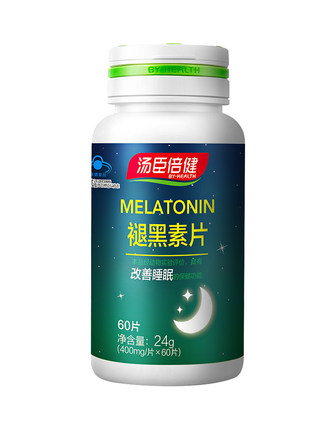 BY-HEALTH
汤臣倍健
BY-HEALTH
MELATONIN
褪黑素片
改善睡眠
60片
净含量：24g
(400mg/片×60片)